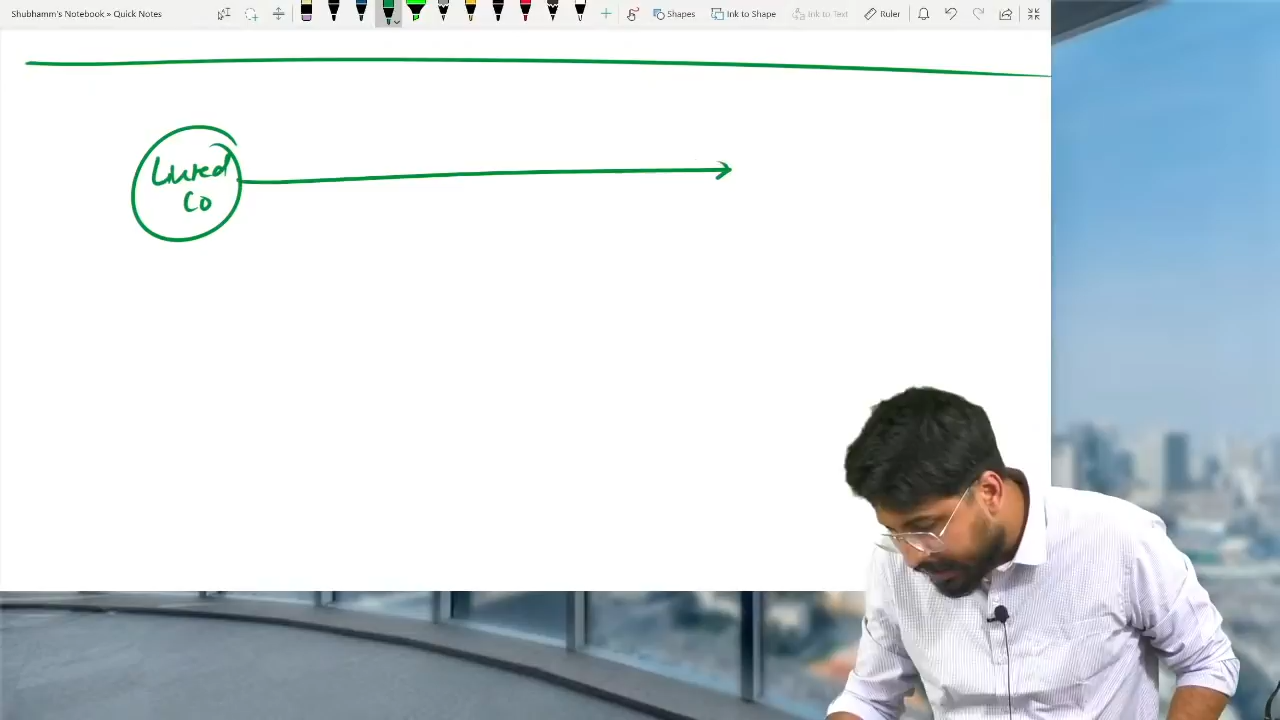 Shubhamm's Notebook » Quick Notes
Shapes
Ink to Shape
Ink to Text
Ruler
Listed
Co